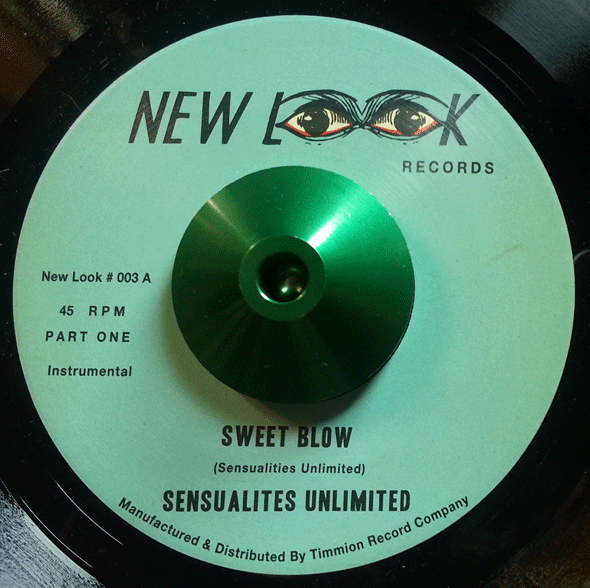 NEW LOOK
RECORDS
New Look # 003 A
45 RPM
PART ONE
Instrumental
SWEET BLOW
(Sensualities Unlimited)
SENSUALITES UNLIMITED
Manufactured & Distributed By Timmion Record Company